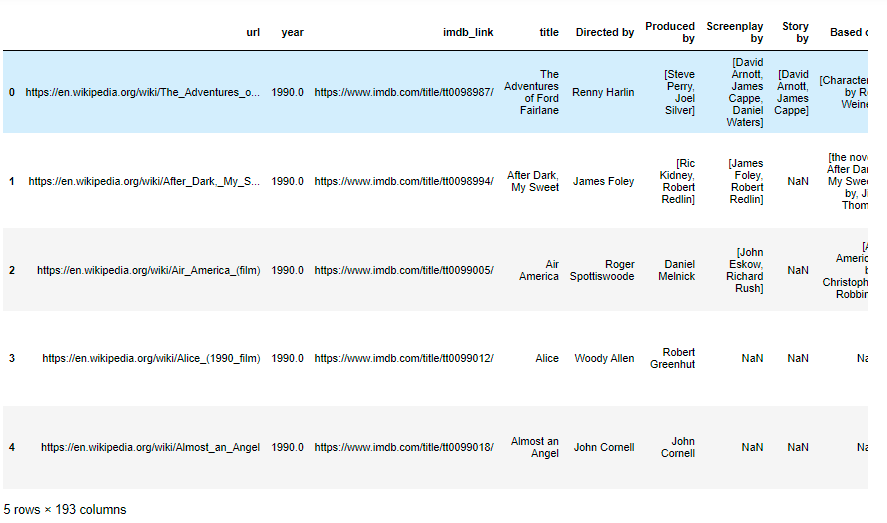 url
year
imdb_link
title
Directed by
Produced
by
Screenplay
by
Story
by
Based
0
https://en.wikipedia.org/wiki/The_Adventures_o...
1990.0
https://www.imdb.com/title/tt0098987/
The
Adventures
of Ford
Fairlane
Renny Harlin
[Steve
Perry,
Joel
Silver]
[David
Arnott,
James
Cappe,
Daniel
Waters]
[David
Arnott,
James
Cappe]
[Character
by
Wein
1
https://en.wikipedia.org/wiki/After_Dark,_My_S...
1990.0
https://www.imdb.com/title/tt0098994/
After Dark,
My Sweet
James Foley
[Ric
Kidney,
Robert
Redlin]
[James
Foley,
Robert
Redlin]
NaN
[the nov
After Da
My Swe
by, J
Thom
2
https://en.wikipedia.org/wiki/Air_America_(film)
1990.0
https://www.imdb.com/title/tt0099005/
Air
America
Roger
Spottiswoode
Daniel
Melnick
[John
Eskow,
Richard
Rush]
NaN
[A
Americ
Christoph
Robbin
3
https://en.wikipedia.org/wiki/Alice_(1990_film)
1990.0
https://www.imdb.com/title/tt0099012/
Alice
Woody Allen
Robert
Greenhut
NaN
NaN
Na
4
https://en.wikipedia.org/wiki/Almost_an_Angel
1990.0
https://www.imdb.com/title/tt0099018/
Almost an
Angel
John Cornell
John
Cornell
NaN
NaN
Na
5 rows × 193 columns